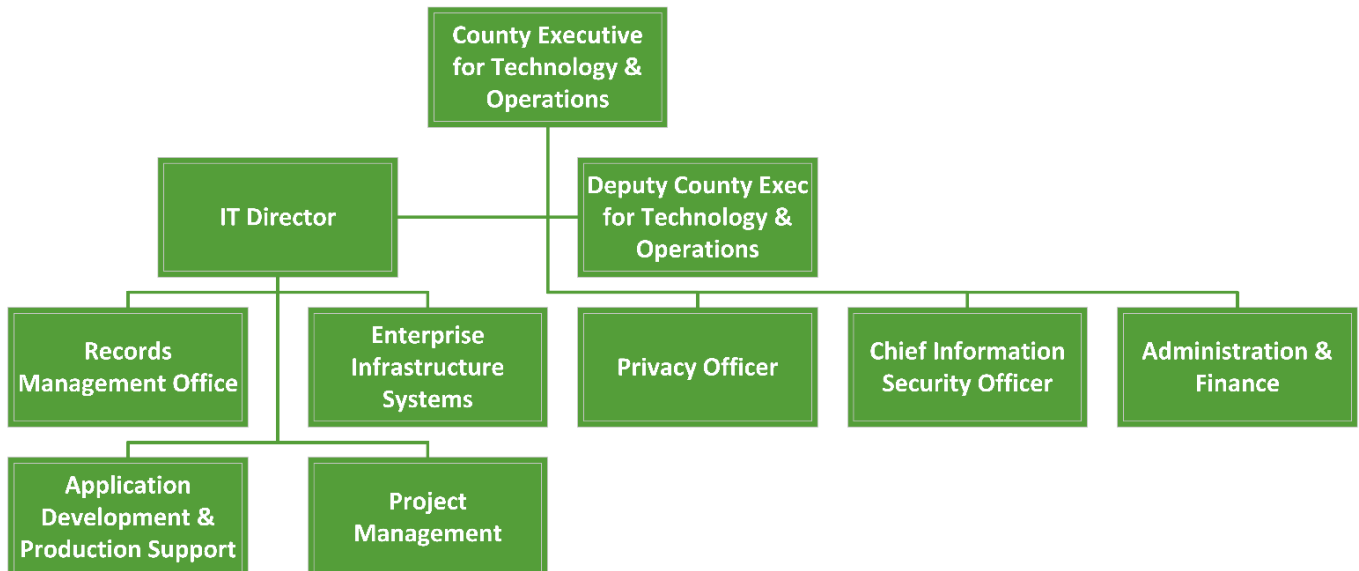 County Executive
for Technology &
Operations
IT Director
Deputy County Exec
for Technology &
Operations
Records
Management Office
Enterprise
Infrastructure
Systems
Privacy Officer
Chief Information
Security Officer
Administration &
Finance
Application
Development &
Production Support
Project
Management